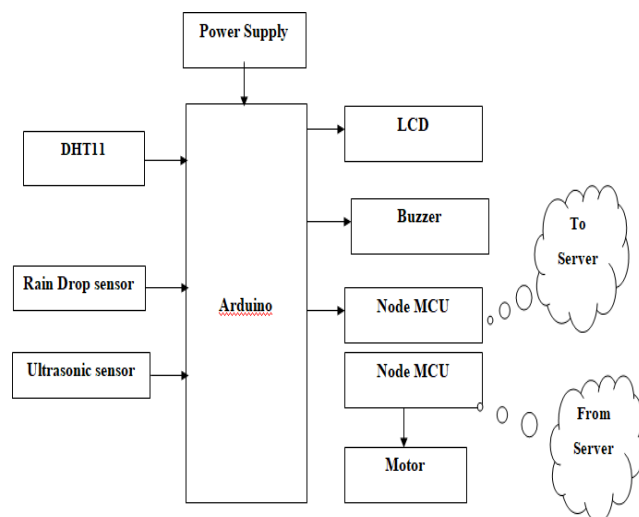 Power Supply
DHT11
LCD
Buzzer
To
Server
Rain Drop sensor
Arduino
Node MCU
Ultrasonic sensor
Node MCU
From
Server
Motor